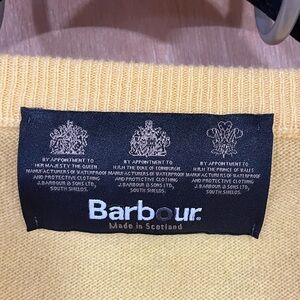 BY APPOINTMENT TO
HER MAJESTY THE QUEEN
MANUFACTURERS OF WATERPROOF
AND PROTECTIVE CLOTHING
J.BARBOUR & SONS LTD.,
SOUTH SHIELDS.
BY APPOINTMENT TO
H.R.H. THE DUKE OF EDINBURGH
MANUFACTURERS OF WATERPROOF
AND PROTECTIVE CLOTHING
J.BARBOUR & SONS LTD.,
SOUTH SHIELDS.
BY APPOINTMENT TO
H.R.H. THE PRINCE OF WALES
MANUFACTURERS OF WATERPROOF
AND PROTECTIVE CLOTHING
J.BARBOUR & SONS LTD.,
SOUTH SHIELDS.
Barbour.
Made in Scotland